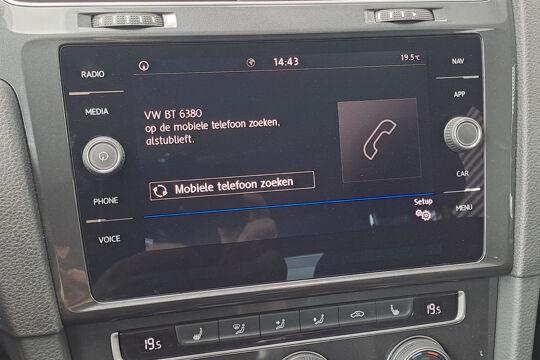 RADIO
MEDIA
PHONE
VOICE
14:43
19.5°C
VW BT 6380
op de mobiele telefoon zoeken,
alstublieft.
Mobiele telefoon zoeken
Setup
NAV
APP
CAR
MENU
19.5
19.5